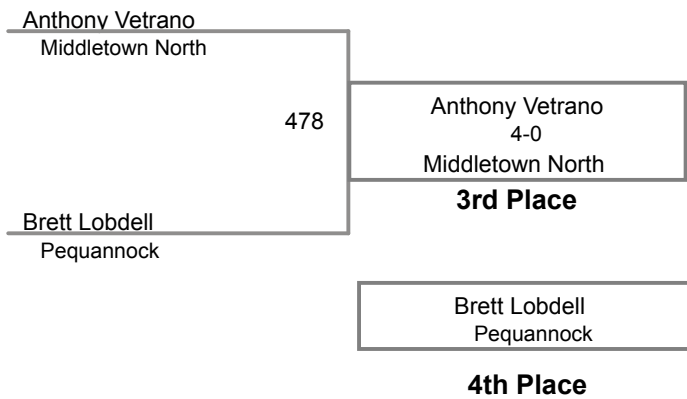 Anthony Vetrano
Middletown North
478
Anthony Vetrano
4-0
Middletown North
3rd Place
Brett Lobdell
Pequannock
Brett Lobdell
Pequannock
4th Place